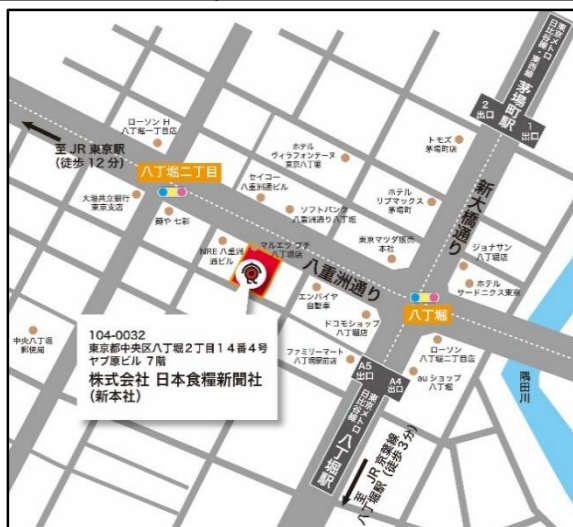 東京メトロ
日比谷線・東西線
茅場町駅
2
出口
1
出口
ローソン H
八丁堀一丁目店
至 JR 東京駅
(徒歩 12 分)
八丁堀二丁目
ホテル
ヴィラフォンテーヌ
東京八丁堀
トモズ
茅場町店
セイコー
八重洲通ビル
大垣共立銀行
東京支店
麺や 七彩
ソフトバンク
八重洲通り八丁堀
ホテル
リブマックス
茅場町
新大橋通り
NRE 八重洲
通ビル
マルエツ プチ
八丁堀店
八重洲通り
東京マツダ販売
本社
ジョナサン
八丁堀店
ホテル
サードニクス東京
エンパイヤ
自動車
八丁堀
ドコモショップ
八丁堀店
104-0032
東京都中央区八丁堀2丁目14番4号
ヤブ原ビル 7階
株式会社 日本食糧新聞社
(新本社)
中央八丁堀
郵便局
ファミリーマート
八丁堀駅前店
ローソン
八丁堀二丁目店
au ショップ
八丁堀
隅田川
A5
出口
A4
出口
東京メトロ
日比谷線
八丁堀駅
至 JR 京葉線
八丁堀駅 (徒歩 3 分)